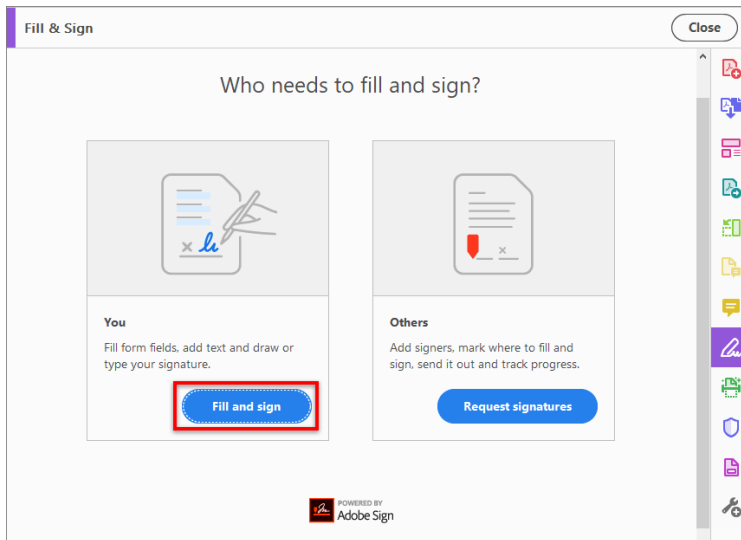 Fill & Sign
Close
Who needs to fill and sign?
You
Fill form fields, add text and draw or
type your signature.
Fill and sign
Others
Add signers, mark where to fill and
sign, send it out and track progress.
Request signatures
POWERED BY
Adobe Sign